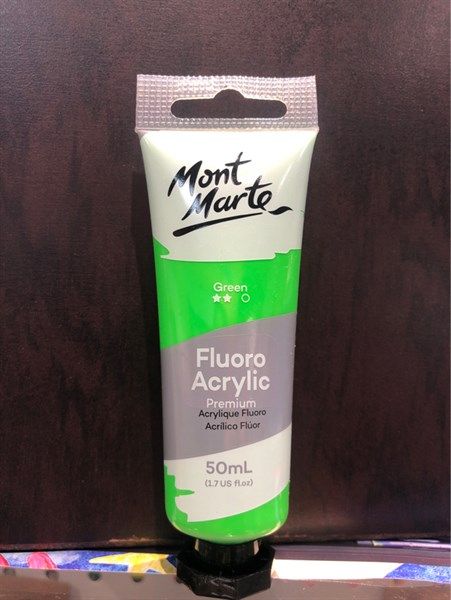 Mont
Marte
Green
Fluoro
Acrylic
Premium
Acrylique Fluoro
Acrílico Flúor
50mL
(1.7 US fl.oz)